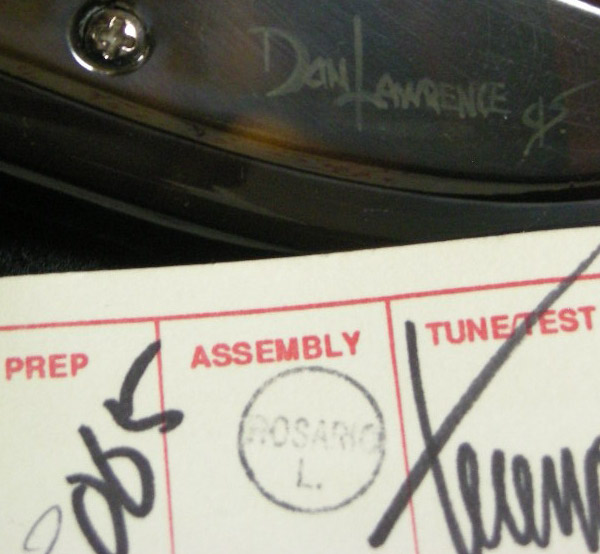 Dan Lawrence 95
PREP
ASSEMBLY
TUNE/TEST
ROSARIO
L.